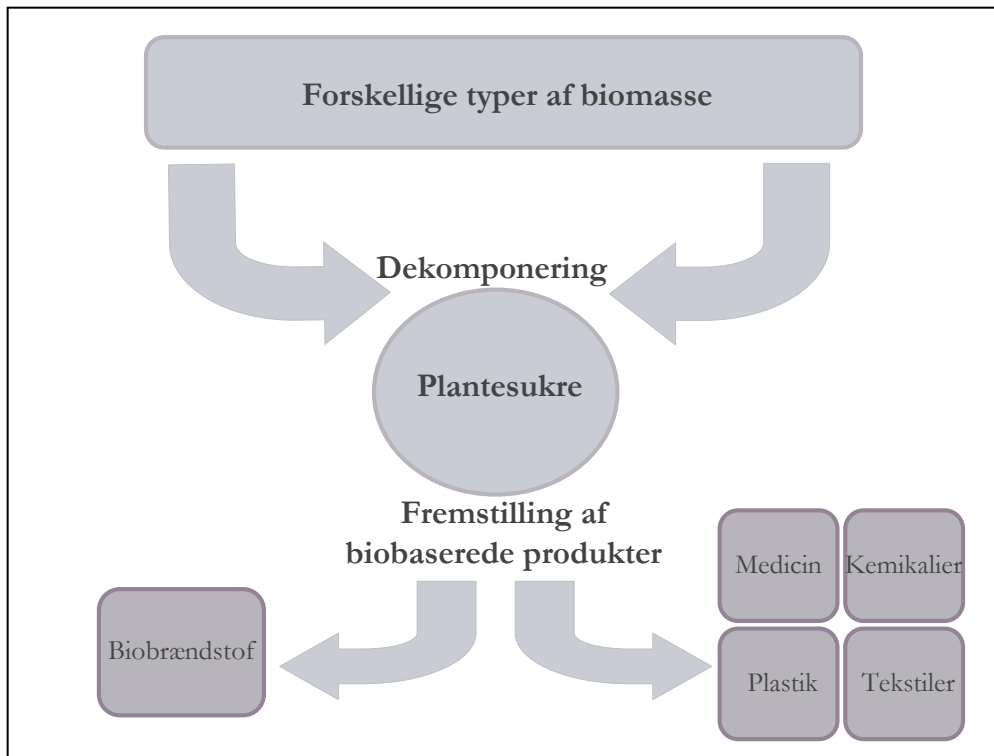 Forskellige typer af biomasse
Dekomponering
Plantesukre
Fremstilling af
biobaserede produkter
Biobrændstof
Medicin
Kemikalier
Plastik
Tekstiler